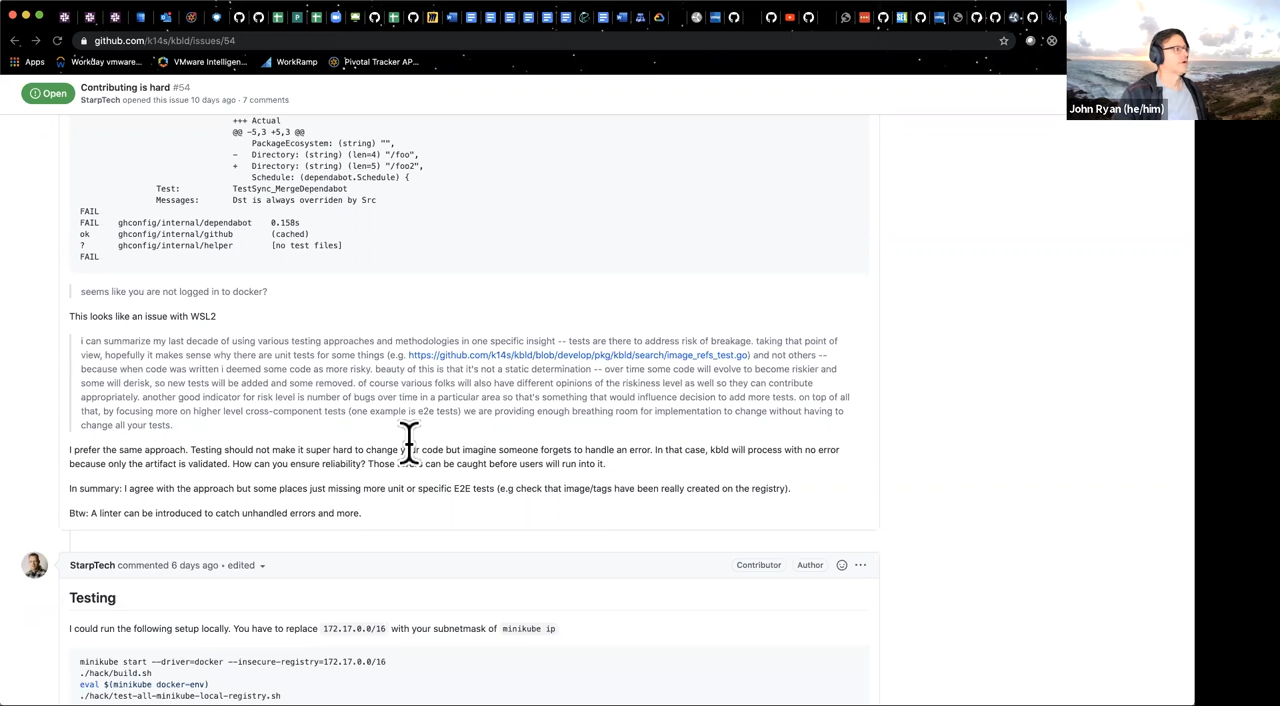 github.com/k14s/kbld/issues/54
Apps
Workday vmware...
VMware Intelligen...
WorkRamp
Pivotal Tracker AP...
John Ryan (he/him)
Open
Contributing is hard #54
StarpTech opened this issue 10 days ago · 7 comments
+++ Actual
@@ -5,3 +5,3 @@
PackageEcosystem: (string) "",
- Directory: (string) (len=4) "/foo",
+ Directory: (string) (len=5) "/foo2",
Schedule: (dependabot.Schedule) {
Test: TestSync_MergeDependabot
Messages: Dst is always overriden by Src
FAIL
FAIL ghconfig/internal/dependabot 0.158s
ok ghconfig/internal/github (cached)
? ghconfig/internal/helper [no test files]
FAIL
seems like you are not logged in to docker?
This looks like an issue with WSL2
i can summarize my last decade of using various testing approaches and methodologies in one specific insight -- tests are there to address risk of breakage. taking that point of
view, hopefully it makes sense why there are unit tests for some things (e.g. https://github.com/k14s/kbld/blob/develop/pkg/kbld/search/image_refs_test.go) and not others --
because when code was written i deemed some code as more risky. beauty of this is that it's not a static determination -- over time some code will evolve to become riskier and
some will derisk, so new tests will be added and some removed. of course various folks will also have different opinions of the riskiness level as well so they can contribute
appropriately. another good indicator for risk level is number of bugs over time in a particular area so that's something that would influence decision to add more tests. on top of all
that, by focusing more on higher level cross-component tests (one example is e2e tests) we are providing enough breathing room for implementation to change without having to
change all your tests.
I prefer the same approach. Testing should not make it super hard to change code but imagine someone forgets to handle an error. In that case, kbld will process with no error
because only the artifact is validated. How can you ensure reliability? Those can be caught before users will run into it.
In summary: I agree with the approach but some places just missing more unit or specific E2E tests (e.g check that image/tags have been really created on the registry).
Btw: A linter can be introduced to catch unhandled errors and more.
StarpTech commented 6 days ago · edited
Contributor
Author
Testing
I could run the following setup locally. You have to replace 172.17.0.0/16 with your subnetmask of minikube ip
minikube start --driver=docker --insecure-registry=172.17.0.0/16
./hack/build.sh
eval $(minikube docker-env)
./hack/test-all-minikube-local-registry.sh